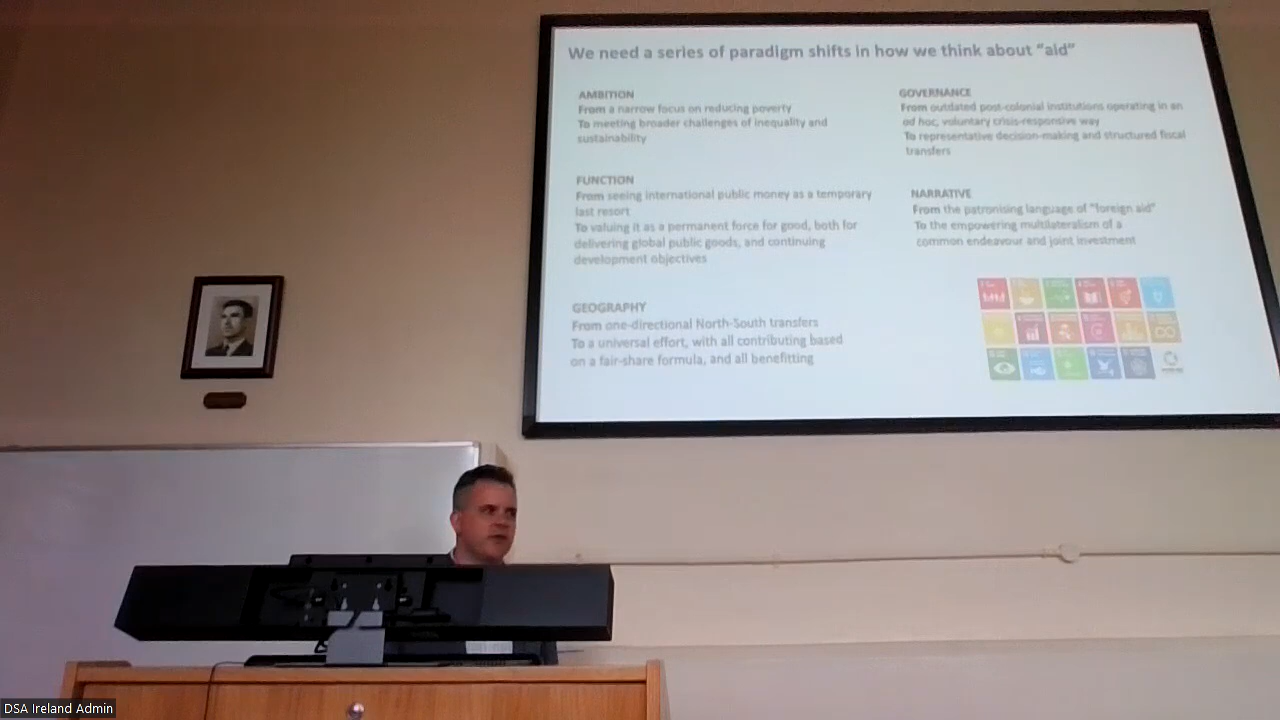 We need a series of paradigm shifts in how we think about "aid"
AMBITION
From a narrow focus on reducing poverty
To meeting broader challenges of inequality and
sustainability
FUNCTION
From seeing international public money as a temporary
last resort
To valuing it as a permanent force for good, both for
delivering global public goods, and continuing
development objectives
GEOGRAPHY
From one-directional North-South transfers
To a universal effort, with all contributing based
on a fair-share formula, and all benefitting
GOVERNANCE
From outdated post-colonial institutions operating in an
ad hoc, voluntary crisis-responsive way
To representative decision-making and structured fiscal
transfers
NARRATIVE
From the patronising language of "foreign aid"
To the empowering multilateralism of a
common endeavour and joint investment
DSA Ireland Admin